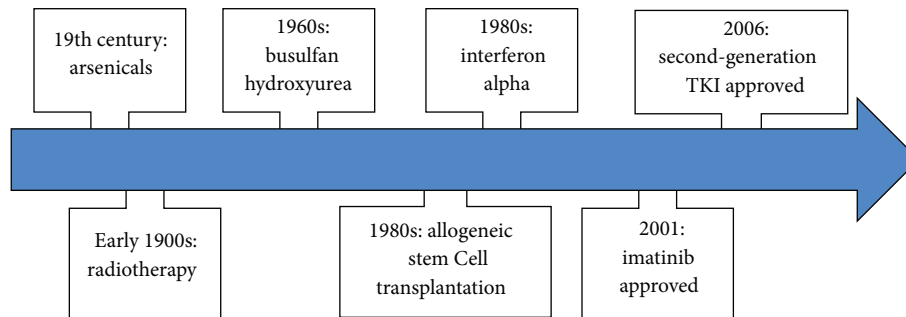 19th century:
arsenicals
1960s:
busulfan
hydroxyurea
1980s:
interferon
alpha
2006:
second-generation
TKI approved
Early 1900s:
radiotherapy
1980s: allogeneic
stem Cell
transplantation
2001:
imatinib
approved